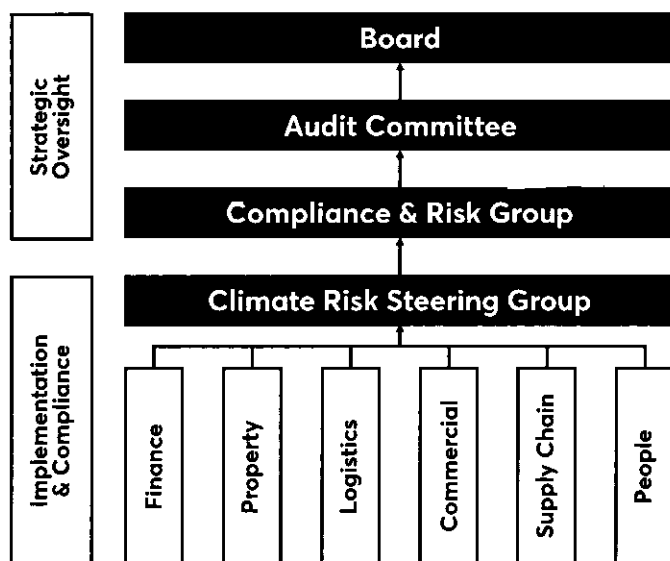 Strategic
Oversight
Board
Audit Committee
Compliance & Risk Group
Implementation
& Compliance
Climate Risk Steering Group
Finance
Property
Logistics
Commercial
Supply Chain
People